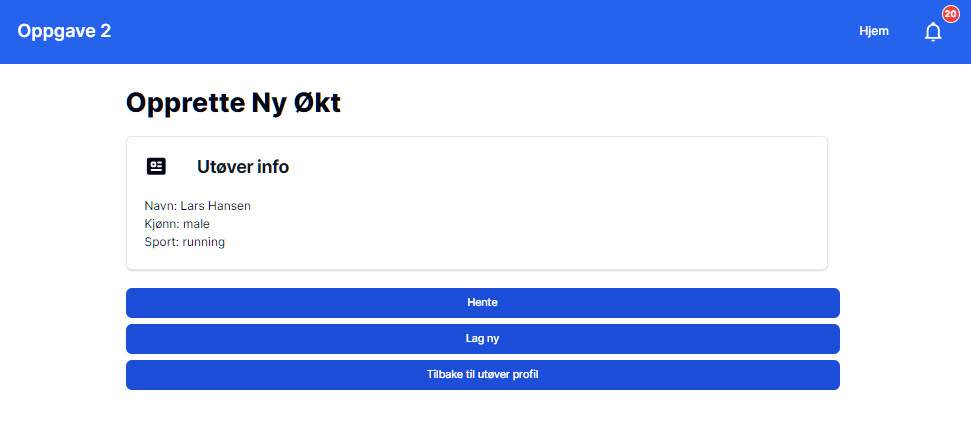 Oppgave 2
Hjem
20
Opprette Ny Økt
Utøver info
Navn: Lars Hansen
Kjønn: male
Sport: running
Hente
Lag ny
Tilbake til utøver profil